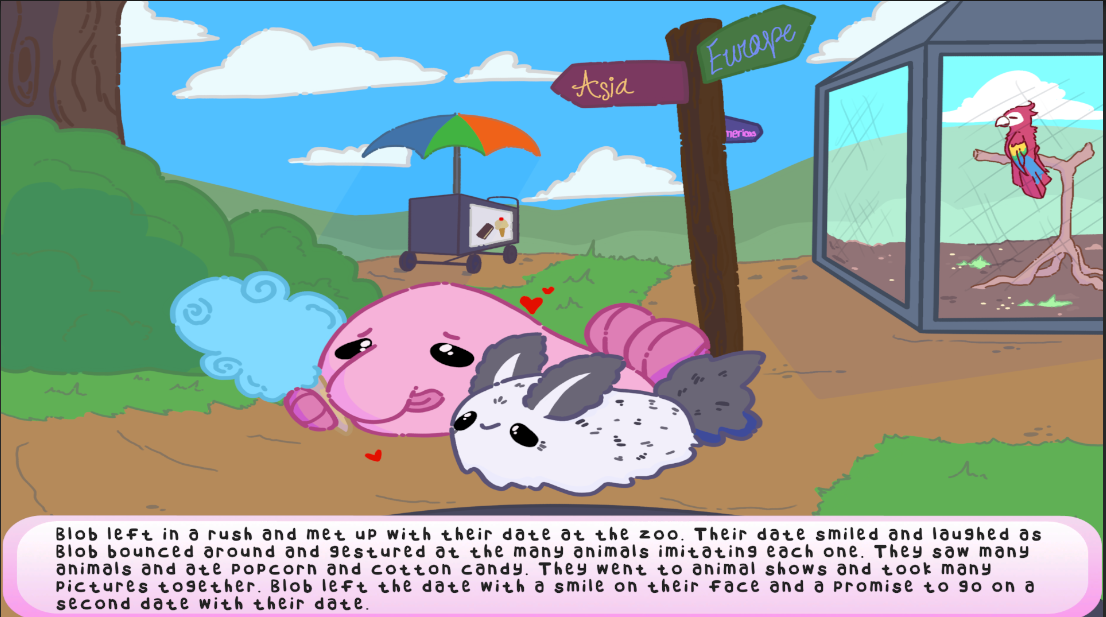 Europe
Asia
mericas
Blob left in a rush and met up with their date at the zoo. Their date smiled and laughed as
Blob bounced around and gestured at the many animals imitating each one. They saw many
animals and ate popcorn and cotton candy. They went to animal shows and took many
pictures together. Blob left the date with a smile on their face and a promise to go on a
second date with their date.